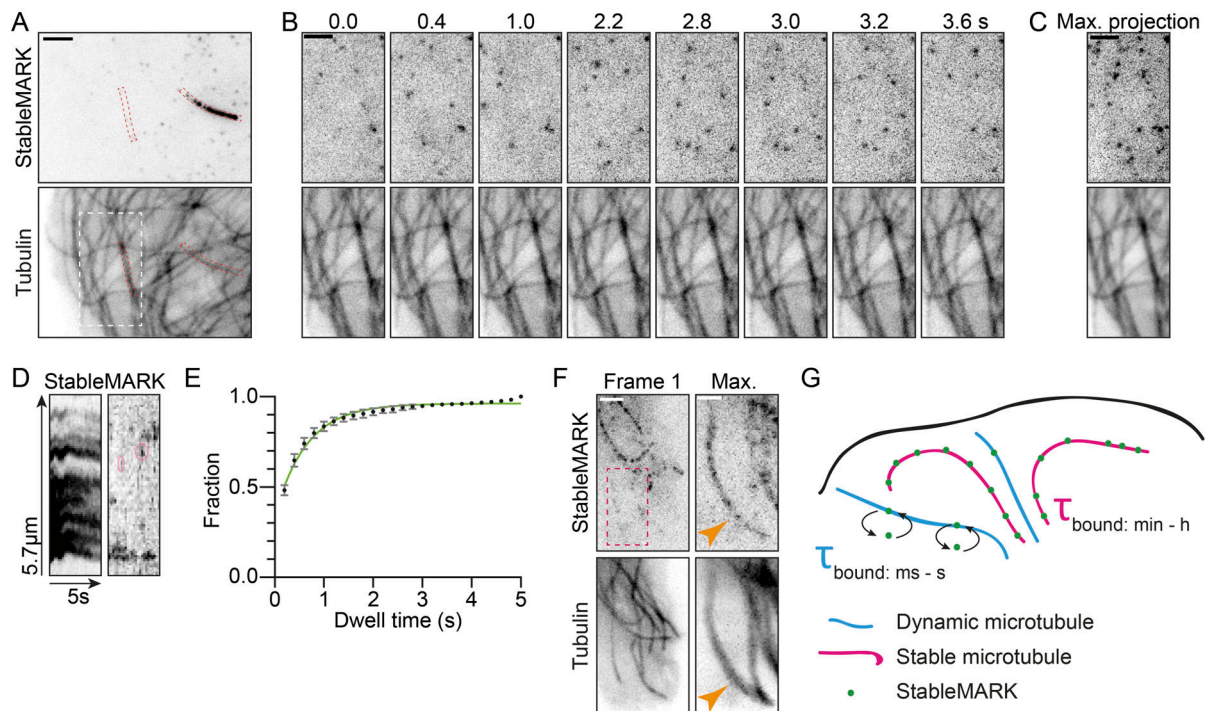 A
StableMARK
Tubulin
B
0.0 0.4 1.0 2.2 2.8 3.0 3.2 3.6 s
C
Max. projection
D
StableMARK
5.7μm
5s
E
Fraction
1.0
0.5
0.0
0 1 2 3 4 5
Dwell time (s)
F
Frame 1 Max.
StableMARK
Tubulin
G
τbound: min - h
τbound: ms - s
Dynamic microtubule
Stable microtubule
StableMARK